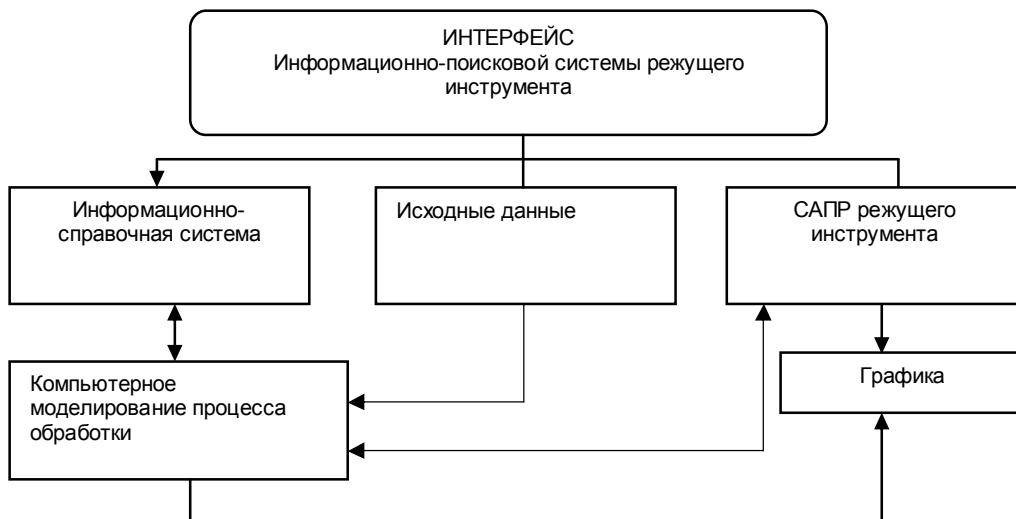 ИНТЕРФЕЙС
Информационно-поисковой системы режущего
инструмента
Информационно-
справочная система
Исходные данные
САПР режущего
инструмента
Компьютерное
моделирование процесса
обработки
Графика